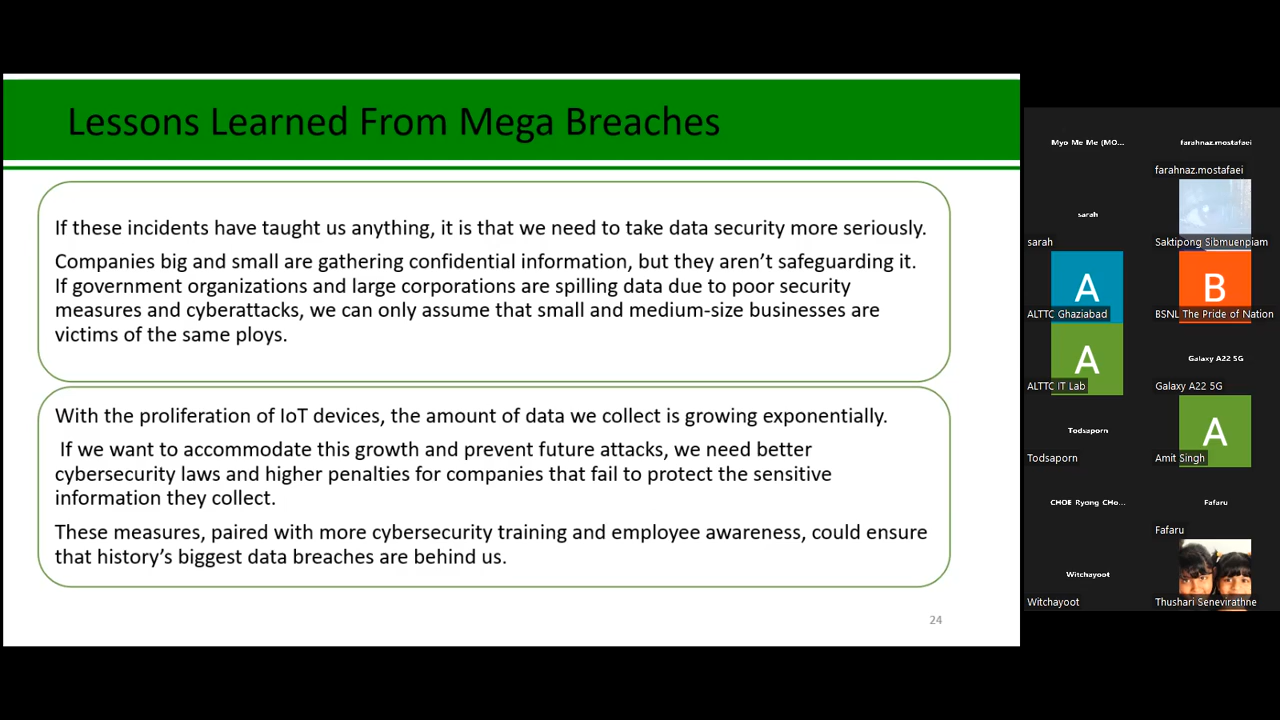 Lessons Learned From Mega Breaches
If these incidents have taught us anything, it is that we need to take data security more seriously.
Companies big and small are gathering confidential information, but they aren’t safeguarding it.
If government organizations and large corporations are spilling data due to poor security
measures and cyberattacks, we can only assume that small and medium-size businesses are
victims of the same ploys.
With the proliferation of IoT devices, the amount of data we collect is growing exponentially.
If we want to accommodate this growth and prevent future attacks, we need better
cybersecurity laws and higher penalties for companies that fail to protect the sensitive
information they collect.
These measures, paired with more cybersecurity training and employee awareness, could ensure
that history’s biggest data breaches are behind us.
24
Myo Me Me (MO...
farahnaz.mostafaei
farahnaz.mostafaei
sarah
sarah
Saktipong Sibmuenpiam
A
ALTTC Ghaziabad
B
BSNL The Pride of Nation
A
ALTTC IT Lab
Galaxy A22 5G
Galaxy A22 5G
Todsaporn
Todsaporn
A
Amit Singh
CHOE Ryong CHo...
Fafaru
Fafaru
Witchayoot
Witchayoot
Thushari Senevirathne